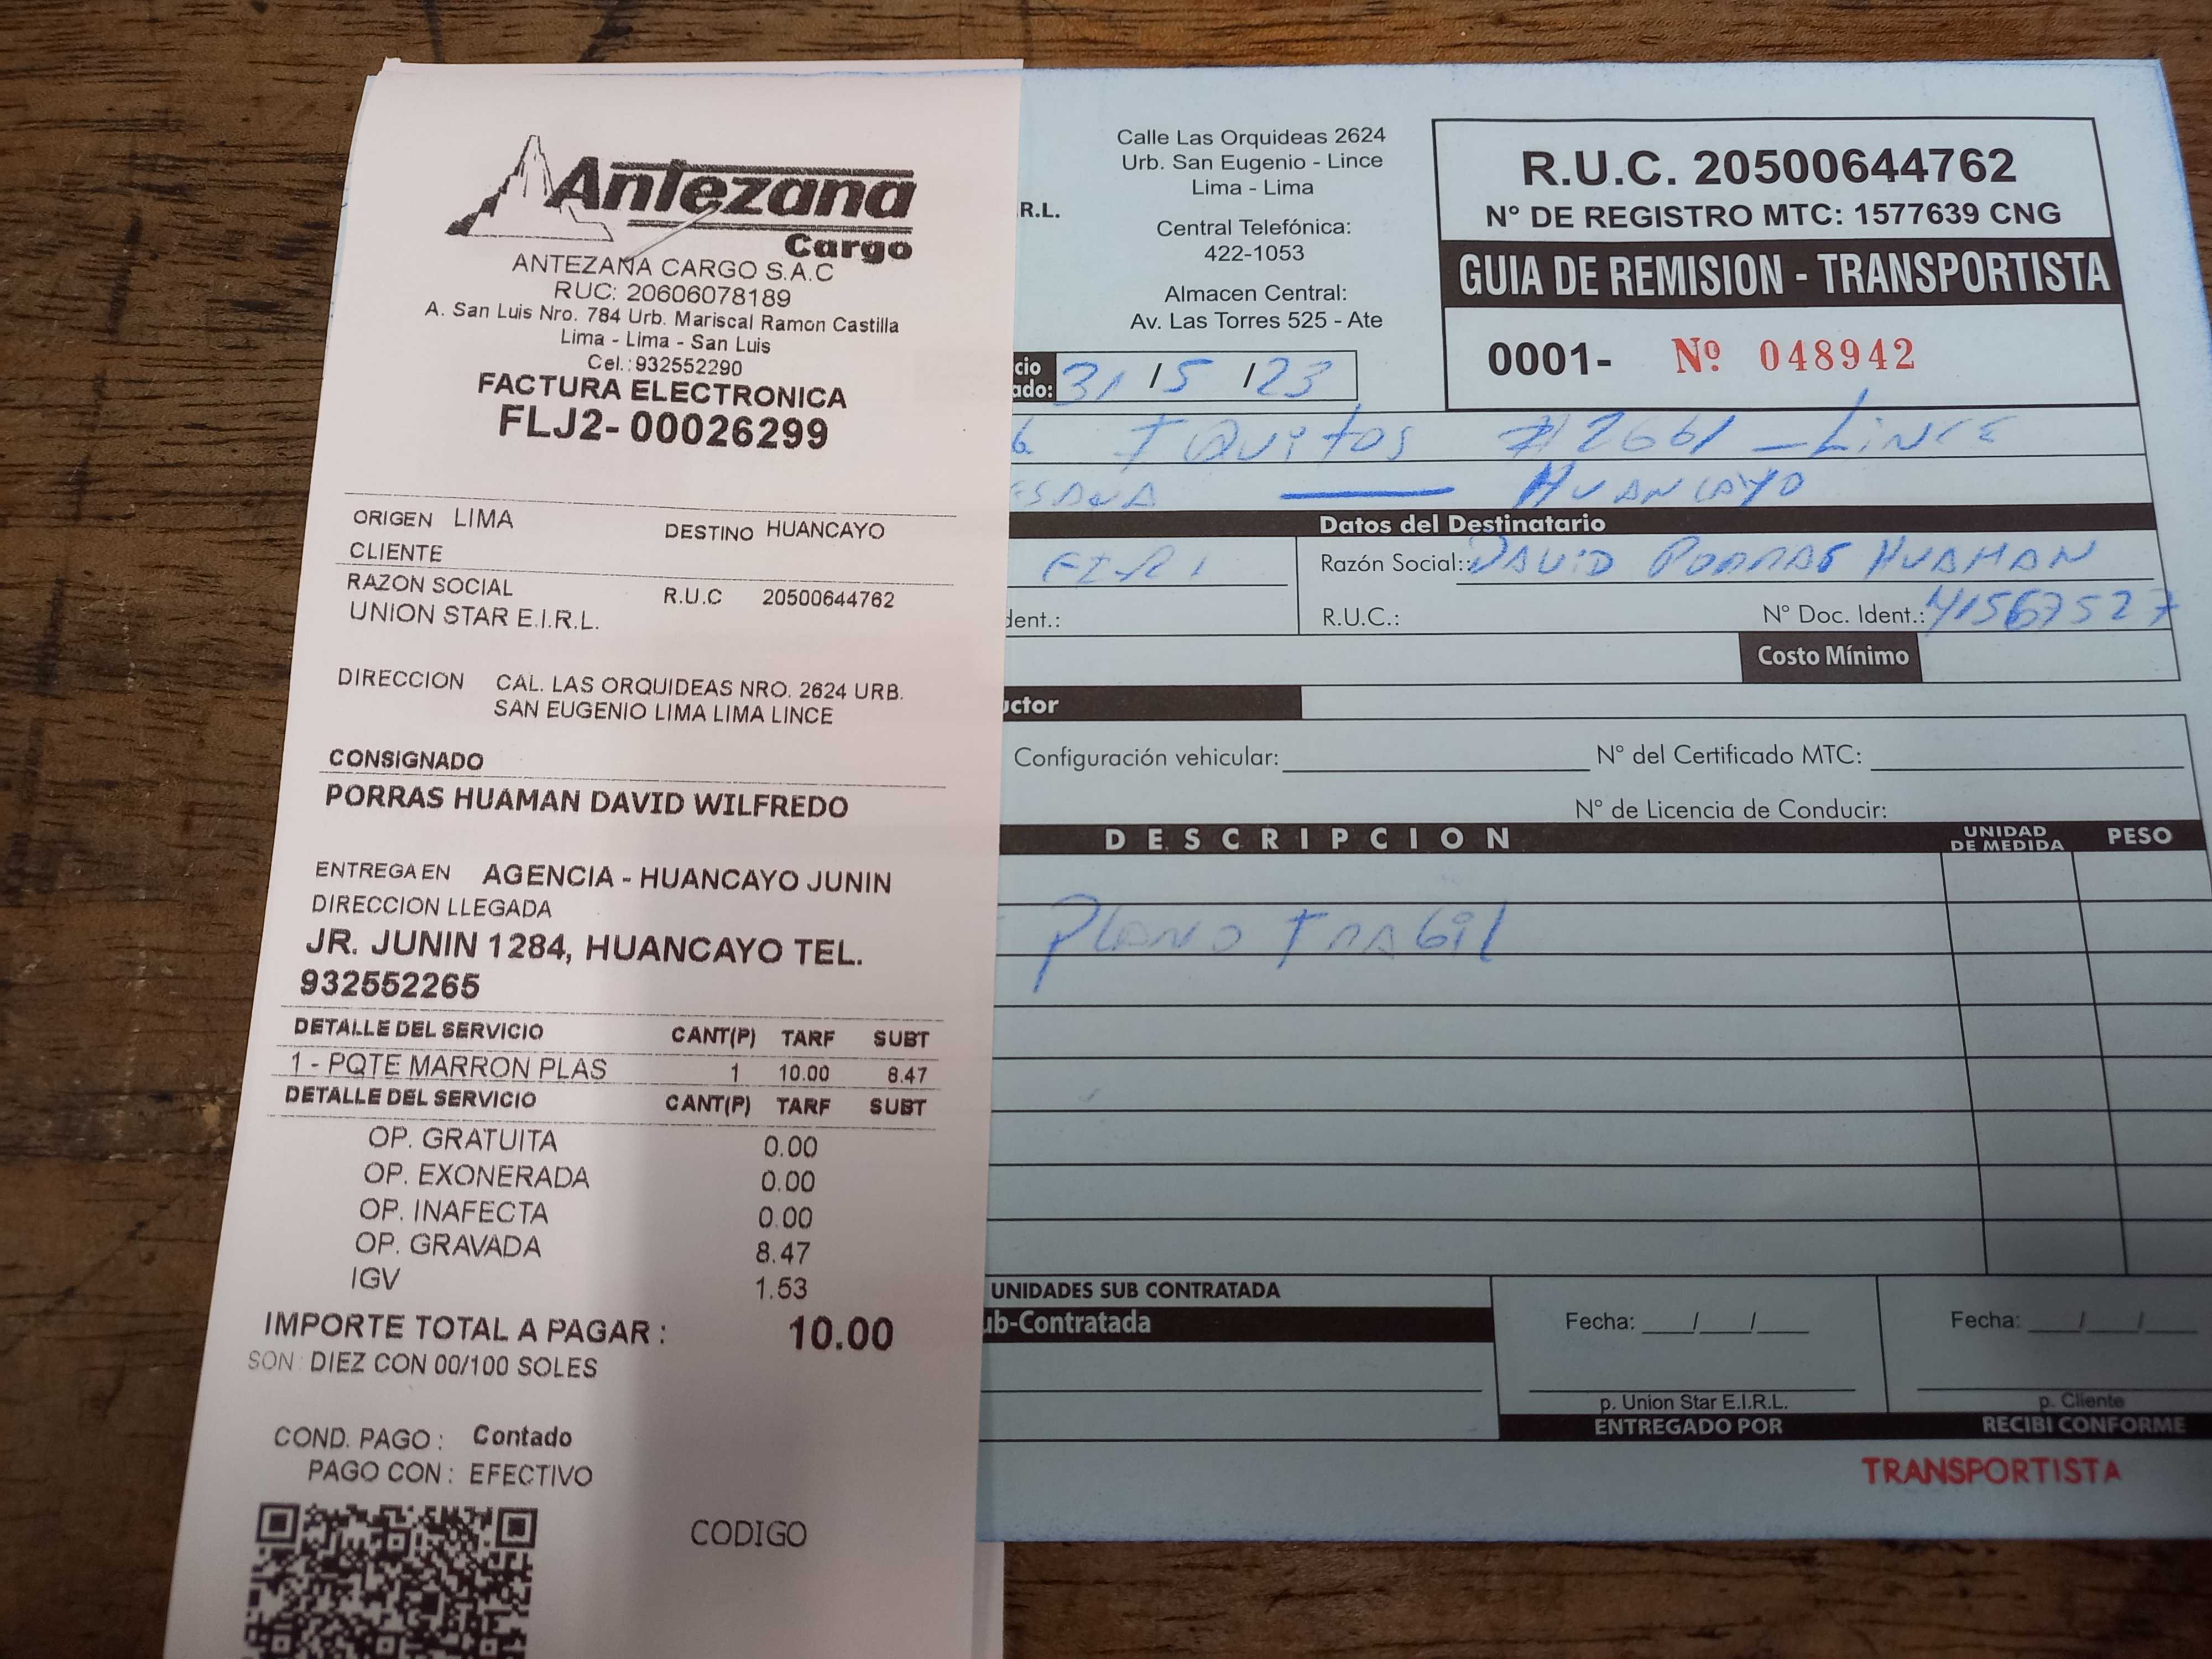 Antezana
Cargo
ANTEZANA CARGO S.A.C
RUC: 20606078189
A. San Luis Nro. 784 Urb. Mariscal Ramon Castilla
Lima - Lima - San Luis
Cel.:932552290
FACTURA ELECTRONICA
FLJ2- 00026299
ORIGEN LIMA DESTINO HUANCAYO
CLIENTE
RAZON SOCIAL R.U.C 20500644762
UNION STAR E.I.R.L.
DIRECCION CAL. LAS ORQUIDEAS NRO. 2624 URB.
SAN EUGENIO LIMA LIMA LINCE
CONSIGNADO
PORRAS HUAMAN DAVID WILFREDO
ENTREGA EN AGENCIA - HUANCAYO JUNIN
DIRECCION LLEGADA
JR. JUNIN 1284, HUANCAYO TEL.
932552265
DETALLE DEL SERVICIO CANT(P) TARF SUBT
1 - PQTE MARRON PLAS 1 10.00 8.47
DETALLE DEL SERVICIO CANT(P) TARF SUBT
OP. GRATUITA 0.00
OP. EXONERADA 0.00
OP. INAFECTA 0.00
OP. GRAVADA 8.47
IGV 1.53
IMPORTE TOTAL A PAGAR : 10.00
SON: DIEZ CON 00/100 SOLES
COND. PAGO : Contado
PAGO CON : EFECTIVO
CODIGO
R.L.
Calle Las Orquideas 2624
Urb. San Eugenio - Lince
Lima - Lima
Central Telefónica:
422-1053
Almacen Central:
Av. Las Torres 525 - Ate
R.U.C. 20500644762
N° DE REGISTRO MTC: 1577639 CNG
GUIA DE REMISION - TRANSPORTISTA
0001- Nº 048942
cio
ado: 31 / 5 / 23
IQuitos #2661 - LINCE
HUANCAYO
Datos del Destinatario
EIRL
Razón Social: DAVID PORRAS HUAMAN
dent.: R.U.C.: N° Doc. Ident.: 41567527
Costo Mínimo
uctor
Configuración vehicular: N° del Certificado MTC:
N° de Licencia de Conducir:
DESCRIPCION UNIDAD DE MEDIDA PESO
PLANO FRAGIL
UNIDADES SUB CONTRATADA
ub-Contratada
Fecha: ___/___/___ Fecha: ___/___/___
p. Union Star E.I.R.L. p. Cliente
ENTREGADO POR RECIBI CONFORME
TRANSPORTISTA